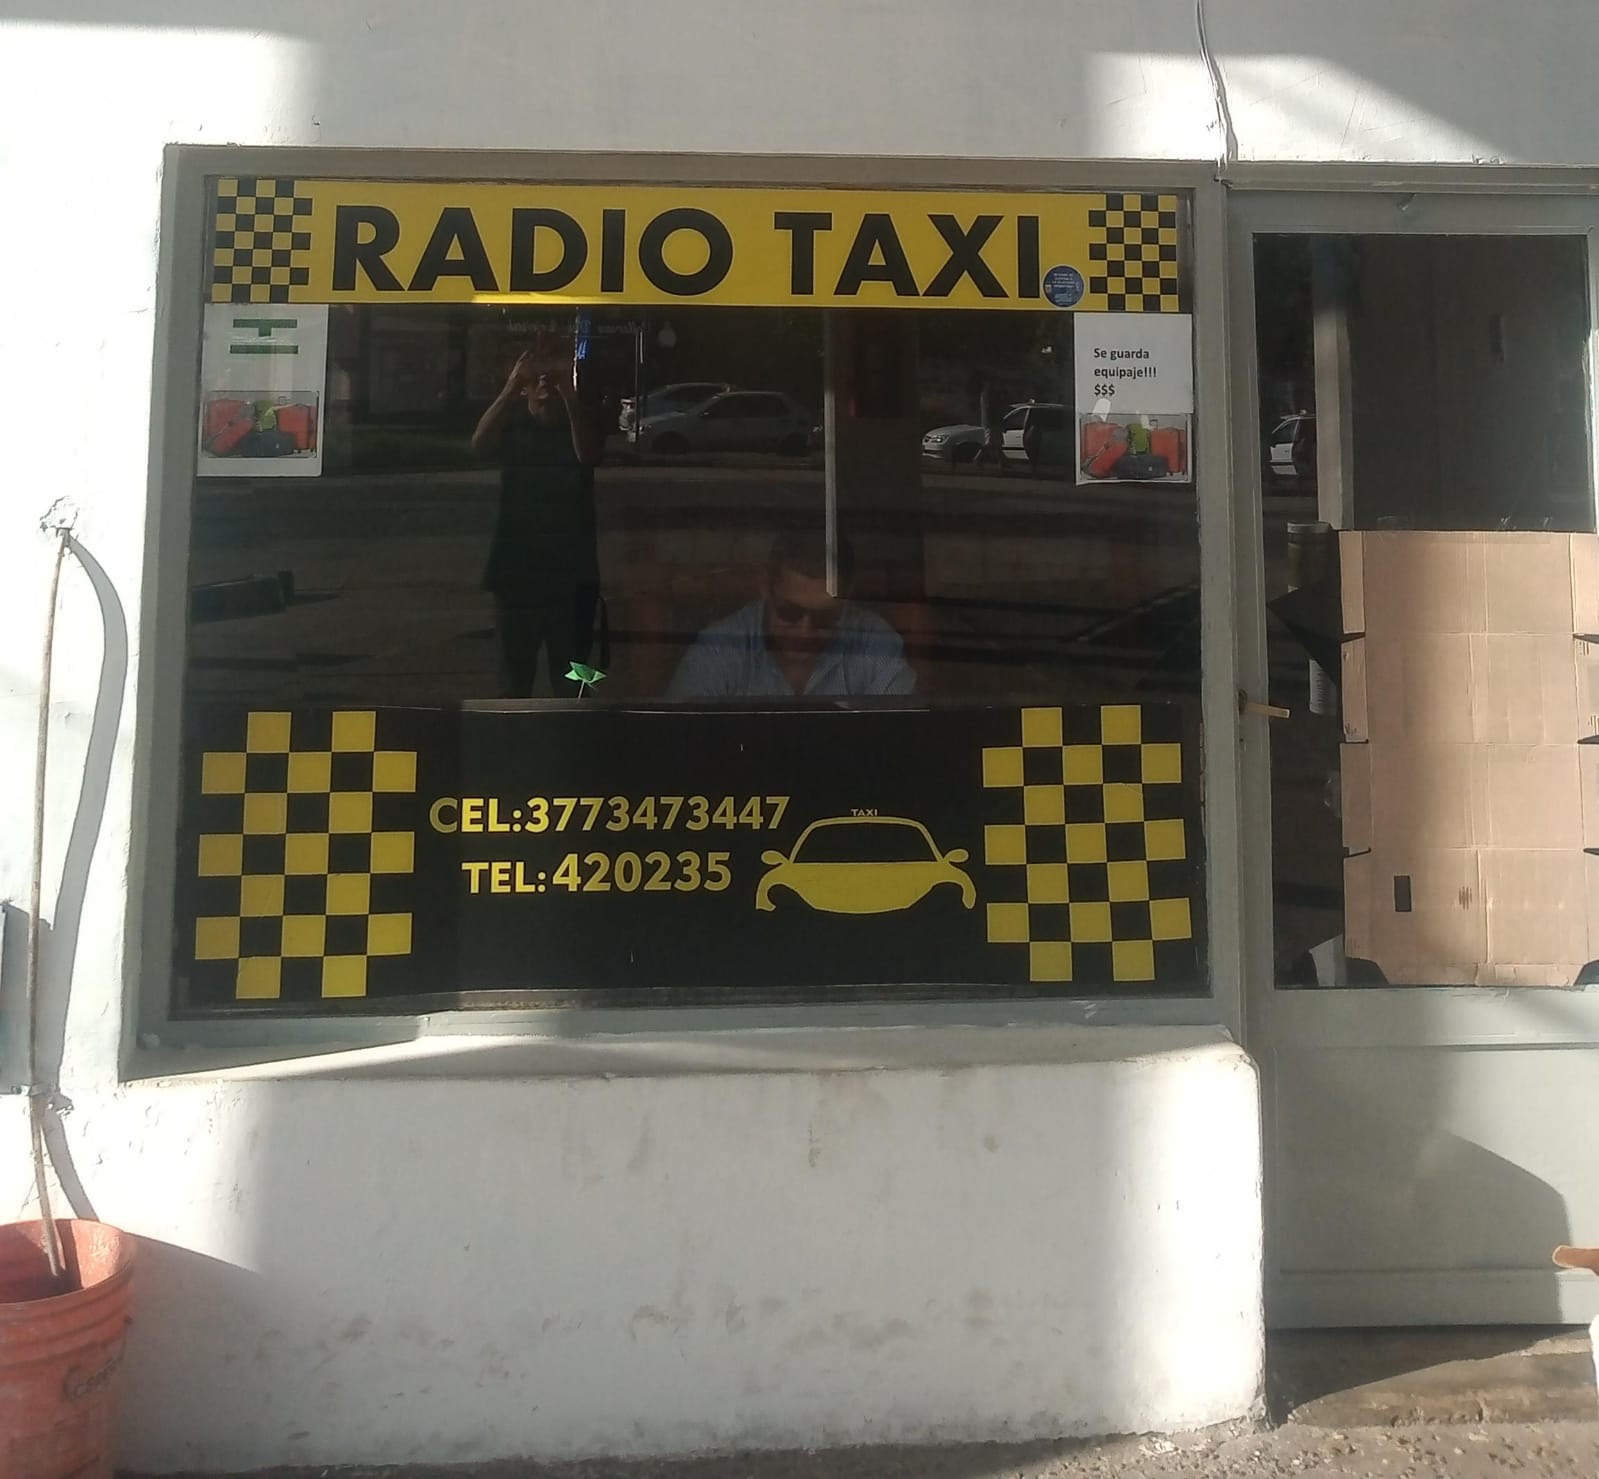 RADIO TAXI
Se guarda
equipaje!!!
$$$
CEL:3773473447
TAXI
TEL:420235